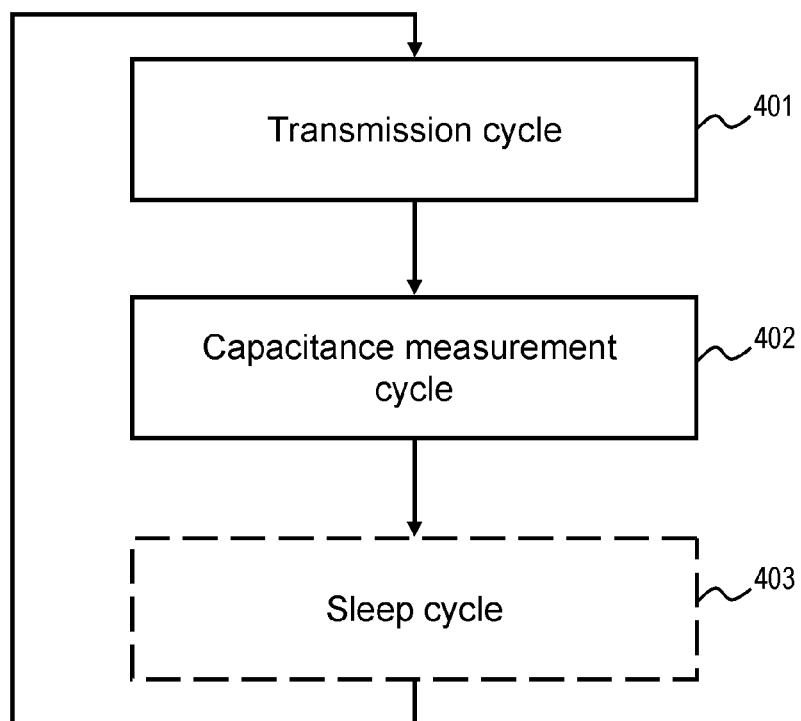 Transmission cycle
401
Capacitance measurement
cycle
402
Sleep cycle
403